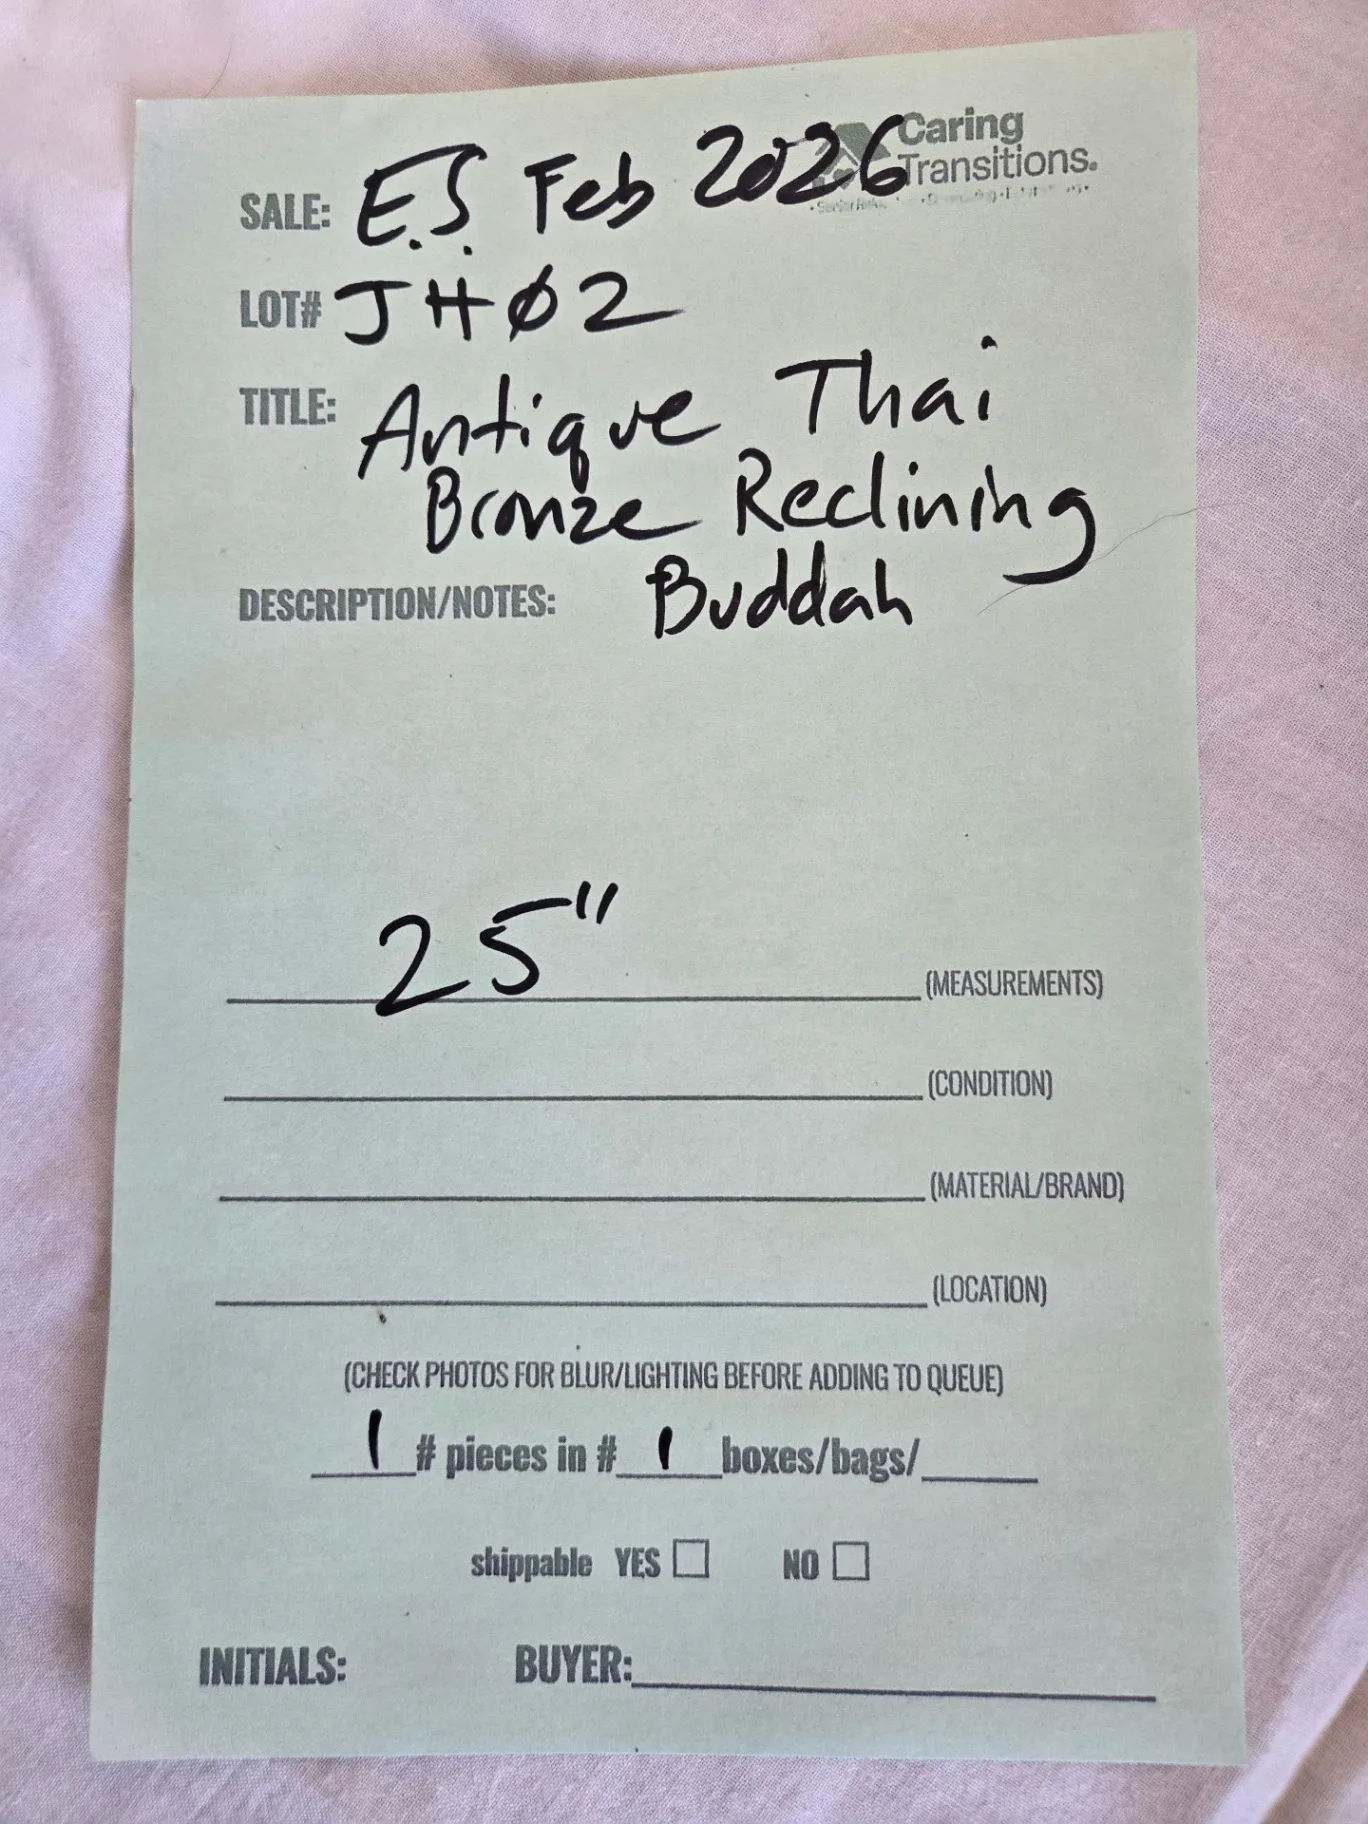 Caring
Transitions.
SALE: E.S. Feb 2026
LOT# JHØ2
TITLE: Antique Thai
Bronze Reclining
Buddah
DESCRIPTION/NOTES:
25" (MEASUREMENTS)
(CONDITION)
(MATERIAL/BRAND)
(LOCATION)
(CHECK PHOTOS FOR BLUR/LIGHTING BEFORE ADDING TO QUEUE)
1 # pieces in # 1 boxes/bags/
shippable YES NO
INITIALS: BUYER: